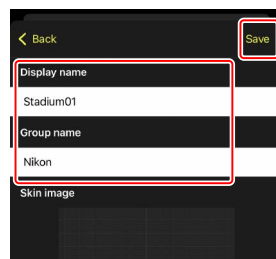 Back
Save
Display name
Stadium01
Group name
Nikon
Skin image